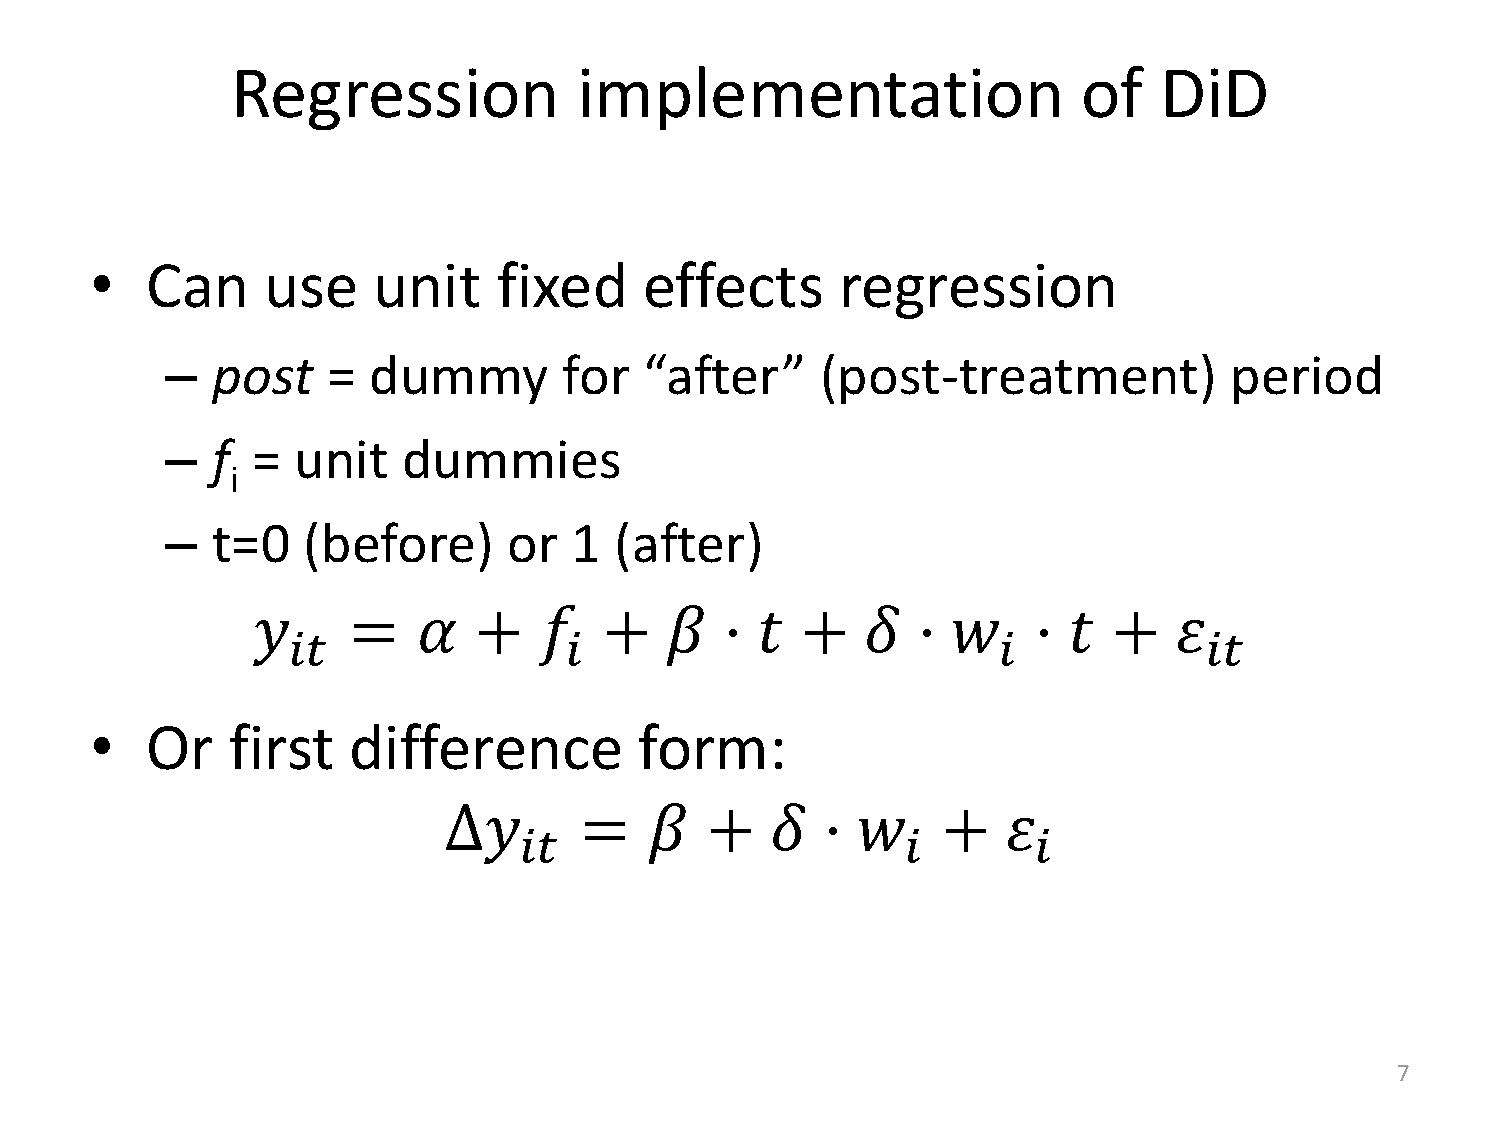 Regression implementation of DiD
• Can use unit fixed effects regression
– post = dummy for “after” (post-treatment) period
– fᵢ = unit dummies
– t=0 (before) or 1 (after)
𝑦ᵢₜ = 𝛼 + 𝑓ᵢ + 𝛽 · 𝑡 + 𝛿 · 𝑤ᵢ · 𝑡 + 𝜀ᵢₜ
• Or first difference form:
Δ𝑦ᵢₜ = 𝛽 + 𝛿 · 𝑤ᵢ + 𝜀ᵢ
7